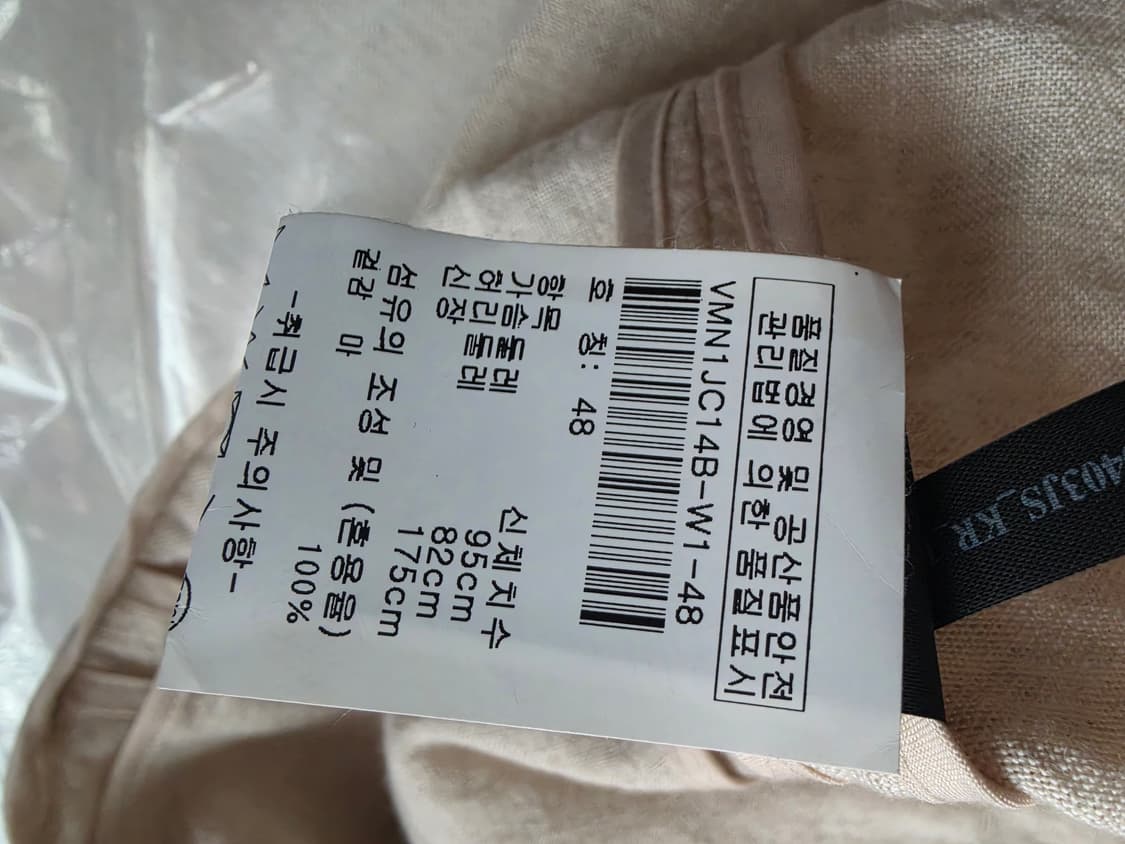 품질경영 및 공산품안전
관리법에 의한 품질표시
VMN1JC14B-W1-48
호 칭: 48
항목 신체치수
가슴둘레 95cm
허리둘레 82cm
신장 175cm
섬유의 조성 및 (혼용율)
겉감 마 100%
-취급시 주의사항-
403JS_KR_